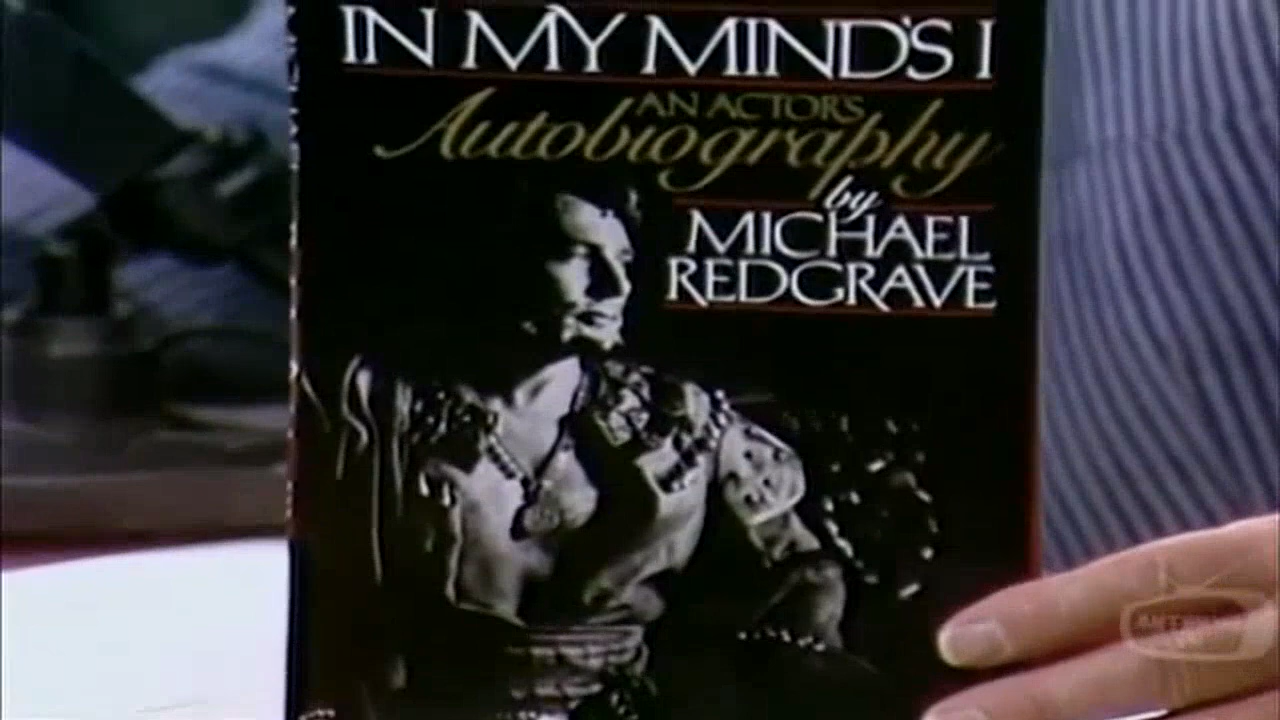 IN MY MIND'S I
AN ACTOR'S
Autobiography
by
MICHAEL
REDGRAVE